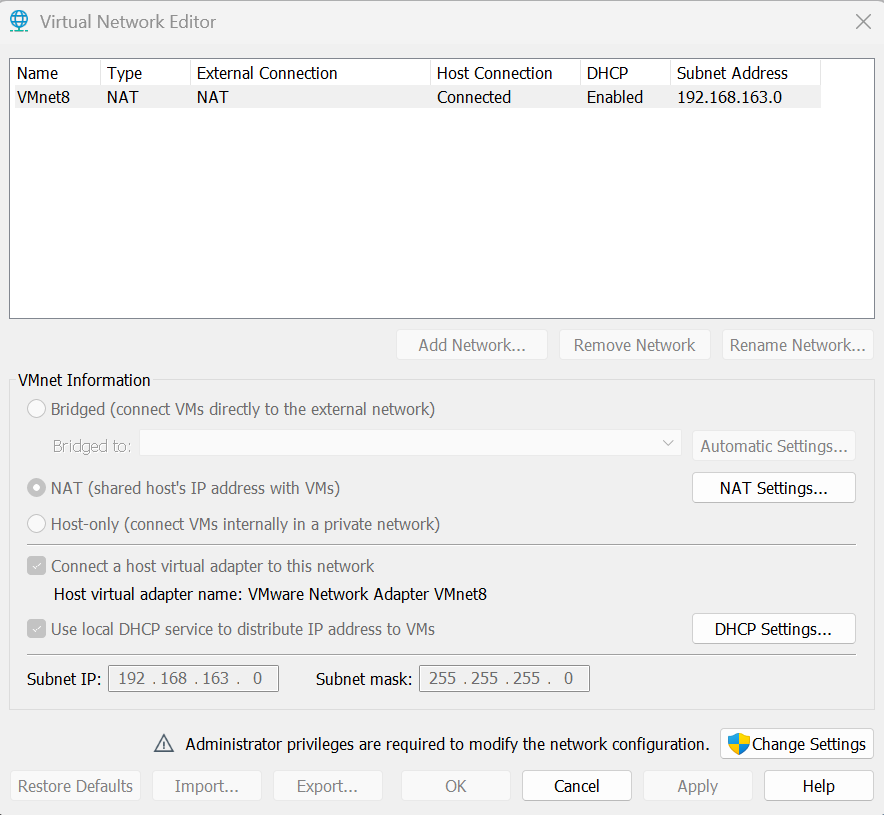 Virtual Network Editor
Name Type External Connection Host Connection DHCP Subnet Address
VMnet8 NAT NAT Connected Enabled 192.168.163.0
Add Network... Remove Network Rename Network...
VMnet Information
Bridged (connect VMs directly to the external network)
Bridged to: Automatic Settings...
NAT (shared host's IP address with VMs) NAT Settings...
Host-only (connect VMs internally in a private network)
Connect a host virtual adapter to this network
Host virtual adapter name: VMware Network Adapter VMnet8
Use local DHCP service to distribute IP address to VMs DHCP Settings...
Subnet IP: 192 . 168 . 163 . 0 Subnet mask: 255 . 255 . 255 . 0
Administrator privileges are required to modify the network configuration. Change Settings
Restore Defaults Import... Export... OK Cancel Apply Help